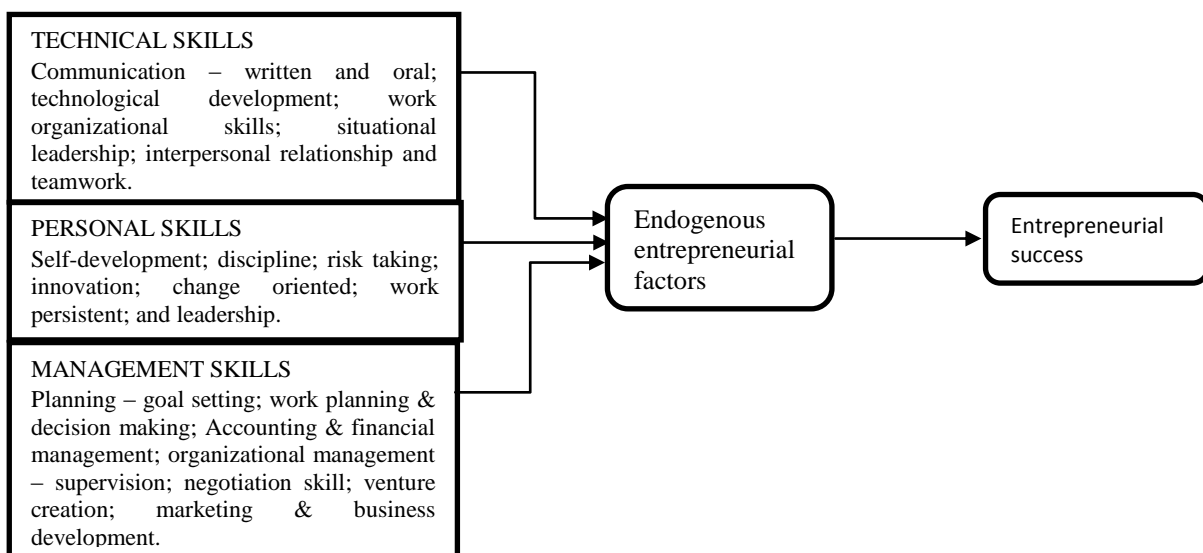 TECHNICAL SKILLS
Communication – written and oral;
technological development; work
organizational skills; situational
leadership; interpersonal relationship and
teamwork.
PERSONAL SKILLS
Self-development; discipline; risk taking;
innovation; change oriented; work
persistent; and leadership.
MANAGEMENT SKILLS
Planning – goal setting; work planning &
decision making; Accounting & financial
management; organizational management
– supervision; negotiation skill; venture
creation; marketing & business
development.
Endogenous
entrepreneurial
factors
Entrepreneurial
success